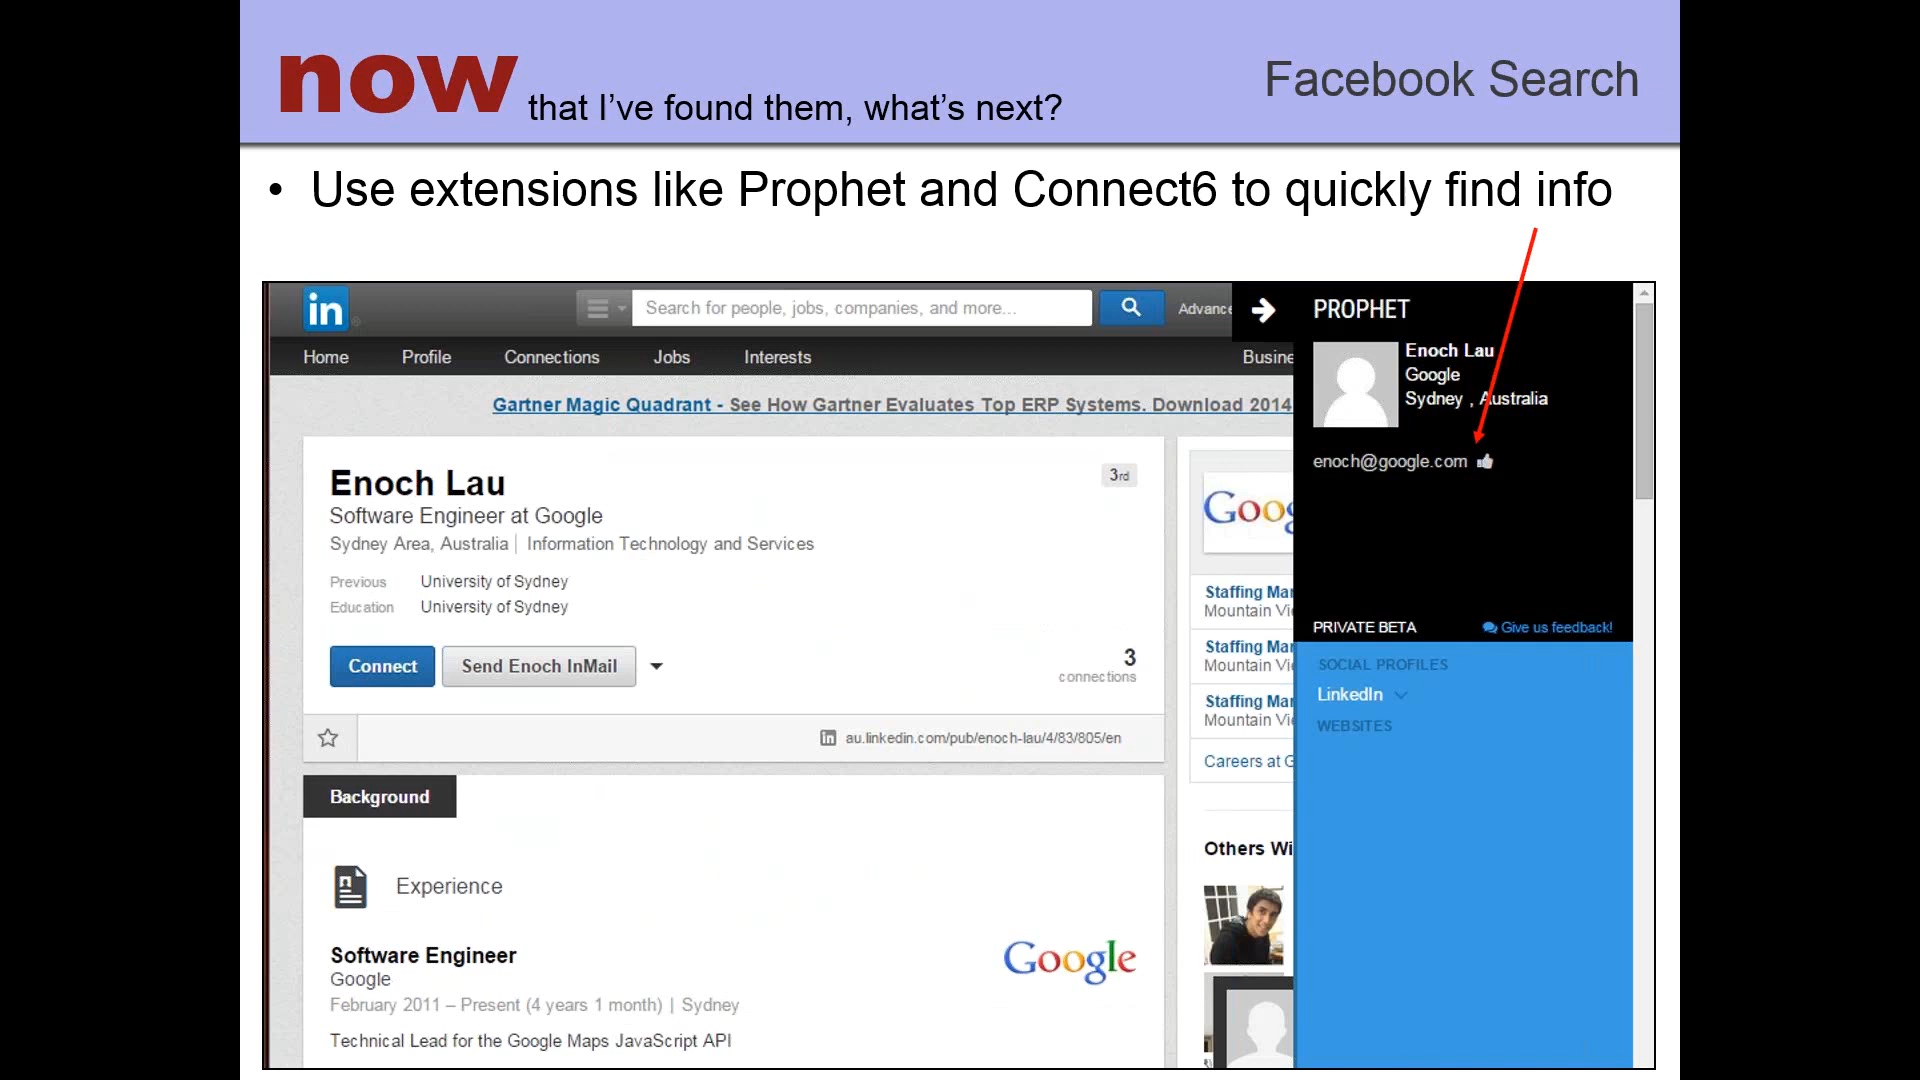 now that I've found them, what's next?
Facebook Search
• Use extensions like Prophet and Connect6 to quickly find info
in
Search for people, jobs, companies, and more...
Advance
Home Profile Connections Jobs Interests
Busine
Gartner Magic Quadrant - See How Gartner Evaluates Top ERP Systems. Download 2014
Enoch Lau
3rd
Software Engineer at Google
Sydney Area, Australia | Information Technology and Services
Previous University of Sydney
Education University of Sydney
Connect
Send Enoch InMail
3
connections
au.linkedin.com/pub/enoch-lau/4/83/805/en
Background
Experience
Software Engineer
Google
Google
February 2011 – Present (4 years 1 month) | Sydney
Technical Lead for the Google Maps JavaScript API
Goog
Staffing Mar
Mountain Vi
Staffing Mar
Mountain Vi
Staffing Mar
Mountain Vi
Careers at G
Others Wi
PROPHET
Enoch Lau
Google
Sydney , Australia
enoch@google.com
PRIVATE BETA
Give us feedback!
SOCIAL PROFILES
LinkedIn
WEBSITES